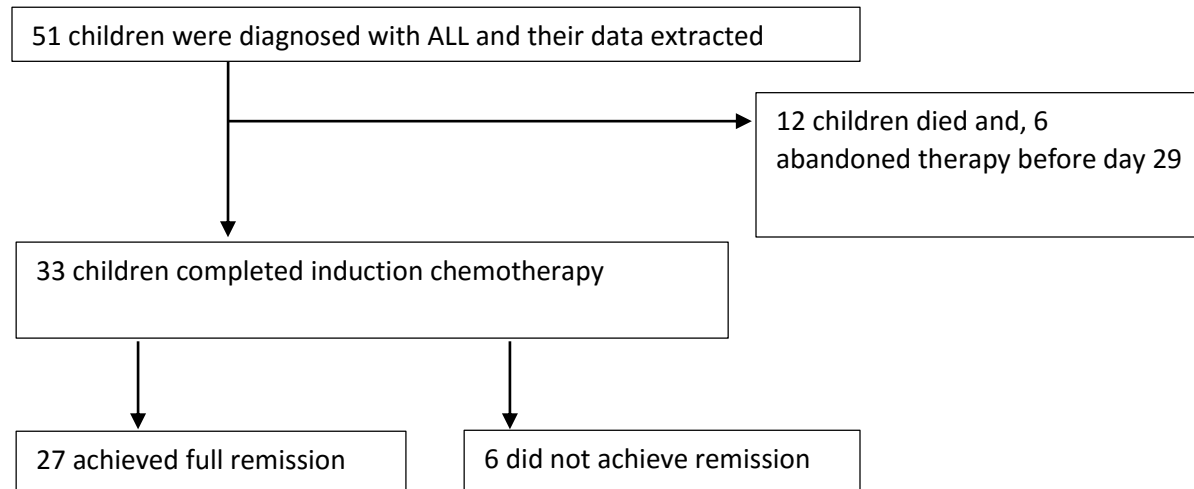 51 children were diagnosed with ALL and their data extracted
12 children died and, 6
abandoned therapy before day 29
33 children completed induction chemotherapy
27 achieved full remission
6 did not achieve remission